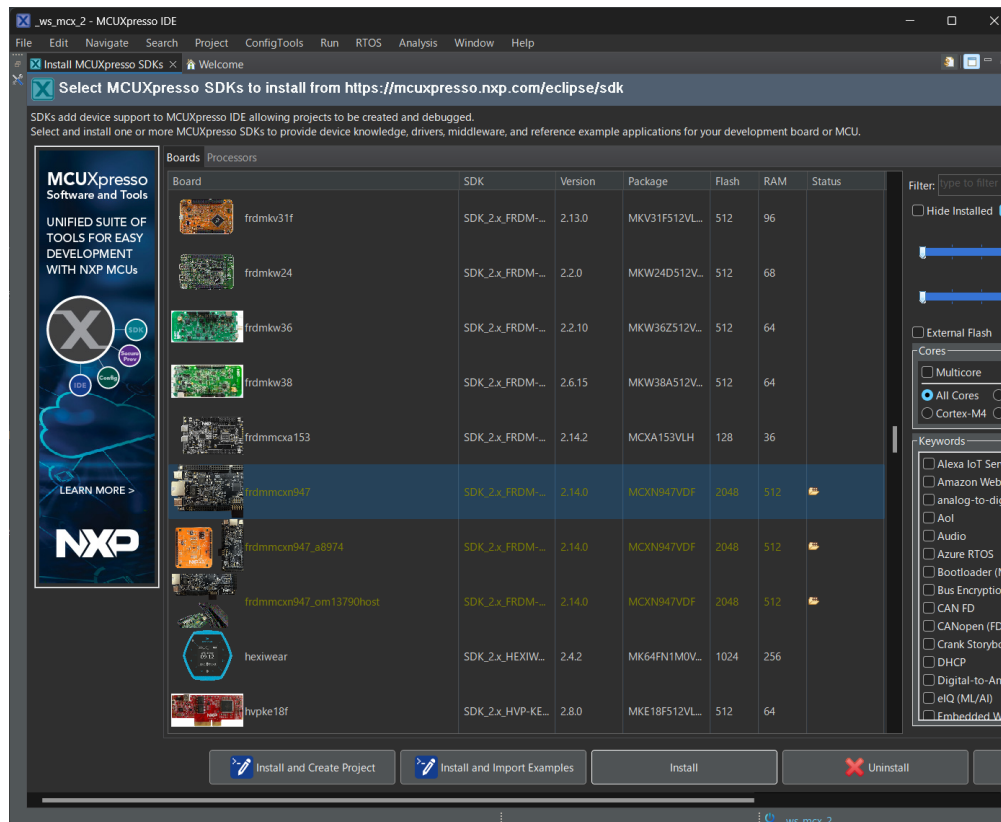 _ws_mcx_2 - MCUXpresso IDE
File Edit Navigate Search Project ConfigTools Run RTOS Analysis Window Help
Install MCUXpresso SDKs Welcome
Select MCUXpresso SDKs to install from https://mcuxpresso.nxp.com/eclipse/sdk
SDKs add device support to MCUXpresso IDE allowing projects to be created and debugged.
Select and install one or more MCUXpresso SDKs to provide device knowledge, drivers, middleware, and reference example applications for your development board or MCU.
MCUXpresso
Software and Tools
UNIFIED SUITE OF
TOOLS FOR EASY
DEVELOPMENT
WITH NXP MCUs
SDK
Secure
Prov
Config
IDE
LEARN MORE >
NXP
Boards Processors
Board SDK Version Package Flash RAM Status
frdmkv31f SDK_2.x_FRDM-... 2.13.0 MKV31F512VL... 512 96
frdmkw24 SDK_2.x_FRDM-... 2.2.0 MKW24D512V... 512 68
frdmkw36 SDK_2.x_FRDM-... 2.2.10 MKW36Z512V... 512 64
frdmkw38 SDK_2.x_FRDM-... 2.6.15 MKW38A512V... 512 64
frdmmcxa153 SDK_2.x_FRDM-... 2.14.2 MCXA153VLH 128 36
frdmmcxn947 SDK_2.x_FRDM-... 2.14.0 MCXN947VDF 2048 512
frdmmcxn947_a8974 SDK_2.x_FRDM-... 2.14.0 MCXN947VDF 2048 512
frdmmcxn947_om13790host SDK_2.x_FRDM-... 2.14.0 MCXN947VDF 2048 512
hexiwear SDK_2.x_HEXIW... 2.4.2 MK64FN1M0V... 1024 256
hvpke18f SDK_2.x_HVP-KE... 2.8.0 MKE18F512VL... 512 64
Filter: type to filter
Hide Installed
External Flash
Cores
Multicore
All Cores
Cortex-M4
Keywords
Alexa IoT Ser
Amazon Web
analog-to-dig
AoI
Audio
Azure RTOS
Bootloader (M
Bus Encryptio
CAN FD
CANopen (FD
Crank Storybo
DHCP
Digital-to-An
eIQ (ML/AI)
Embedded W
Install and Create Project Install and Import Examples Install Uninstall
_ws_mcx_2